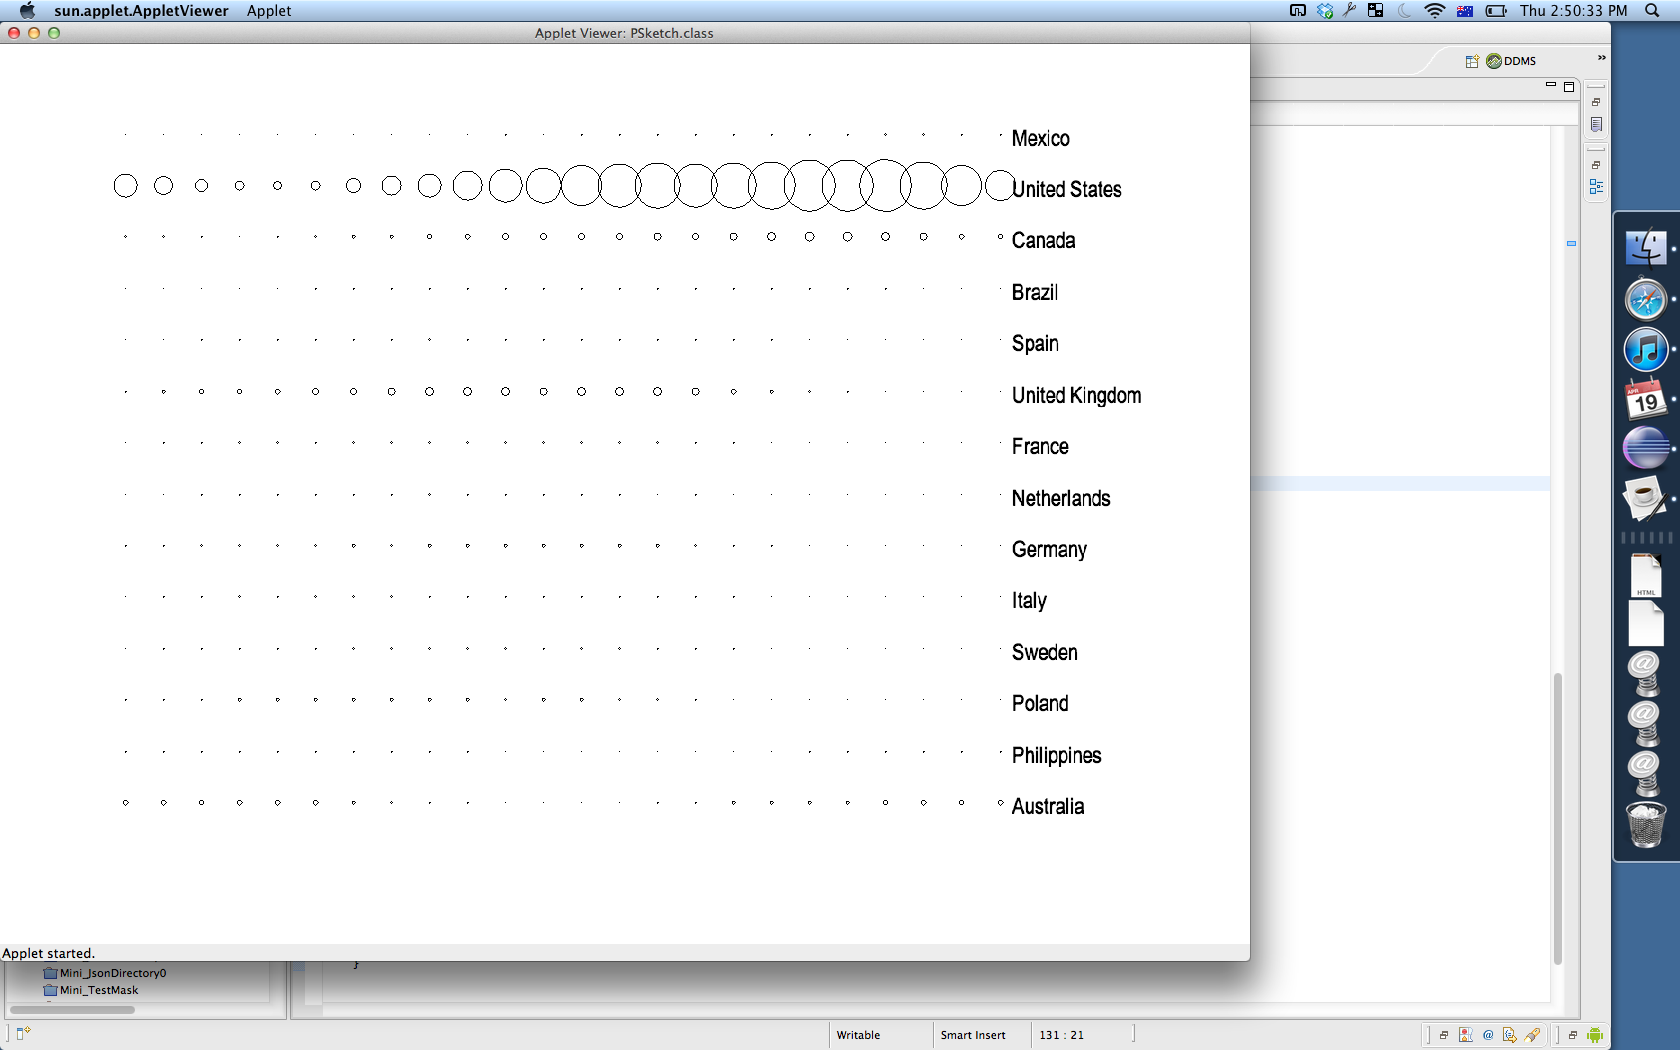 sun.applet.AppletViewer Applet
Thu 2:50:33 PM
Applet Viewer: PSketch.class
DDMS
Mexico
United States
Canada
Brazil
Spain
United Kingdom
France
Netherlands
Germany
Italy
Sweden
Poland
Philippines
Australia
APR
19
HTML
Applet started.
}
Mini_JsonDirectory0
Mini_TestMask
Writable Smart Insert 131 : 21